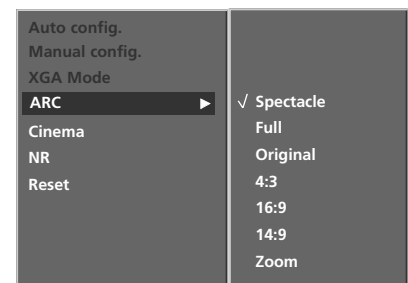 Auto config.
Manual config.
XGA Mode
ARC ▶
Cinema
NR
Reset
√ Spectacle
Full
Original
4:3
16:9
14:9
Zoom